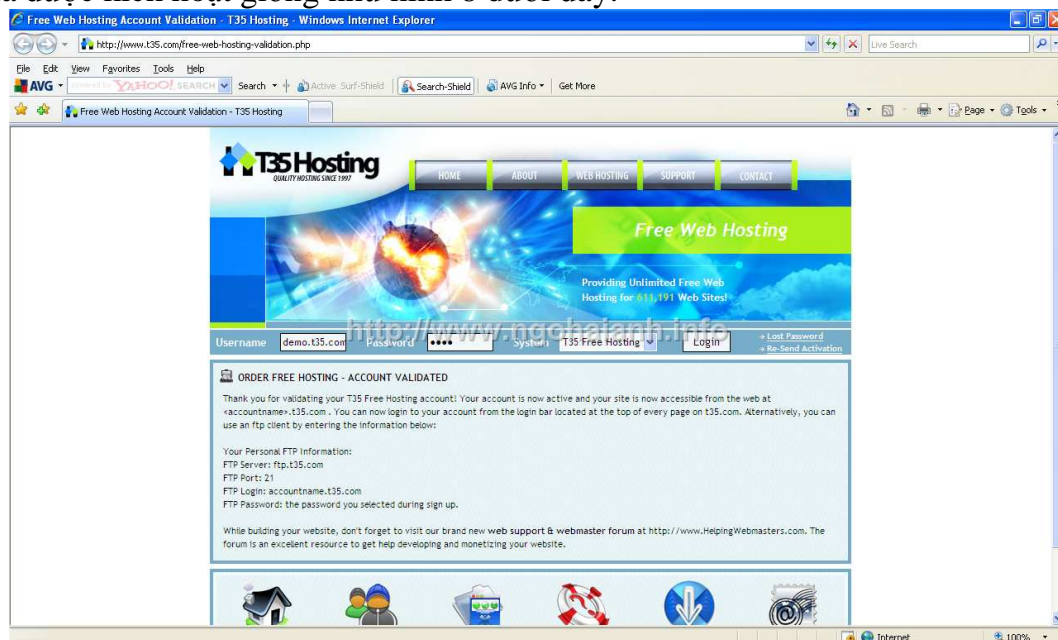 được kích hoạt giống như hình 8 dưới đây.
Free Web Hosting Account Validation - T35 Hosting - Windows Internet Explorer
http://www.t35.com/free-web-hosting-validation.php
Live Search
File Edit View Favorites Tools Help
AVG
YAHOO! SEARCH
Search
Active Surf-Shield
Search-Shield
AVG Info
Get More
Free Web Hosting Account Validation - T35 Hosting
Page
Tools
T35 Hosting
QUALITY HOSTING SINCE 1997
HOME ABOUT WEB HOSTING SUPPORT CONTACT
Free Web Hosting
Providing Unlimited Free Web
Hosting for 611,191 Web Sites!
http://www.ngohaianh.info
Username demo.t35.com Password •••• System T35 Free Hosting Login
Lost Password
Re-Send Activation
ORDER FREE HOSTING - ACCOUNT VALIDATED
Thank you for validating your T35 Free Hosting account! Your account is now active and your site is now accessible from the web at
<accountname>.t35.com . You can now login to your account from the login bar located at the top of every page on t35.com. Alternatively, you can
use an ftp client by entering the information below:
Your Personal FTP Information:
FTP Server: ftp.t35.com
FTP Port: 21
FTP Login: accountname.t35.com
FTP Password: the password you selected during sign up.
While building your website, don't forget to visit our brand new web support & webmaster forum at http://www.HelpingWebmasters.com. The
forum is an excellent resource to get help developing and monetizing your website.
Internet
100%